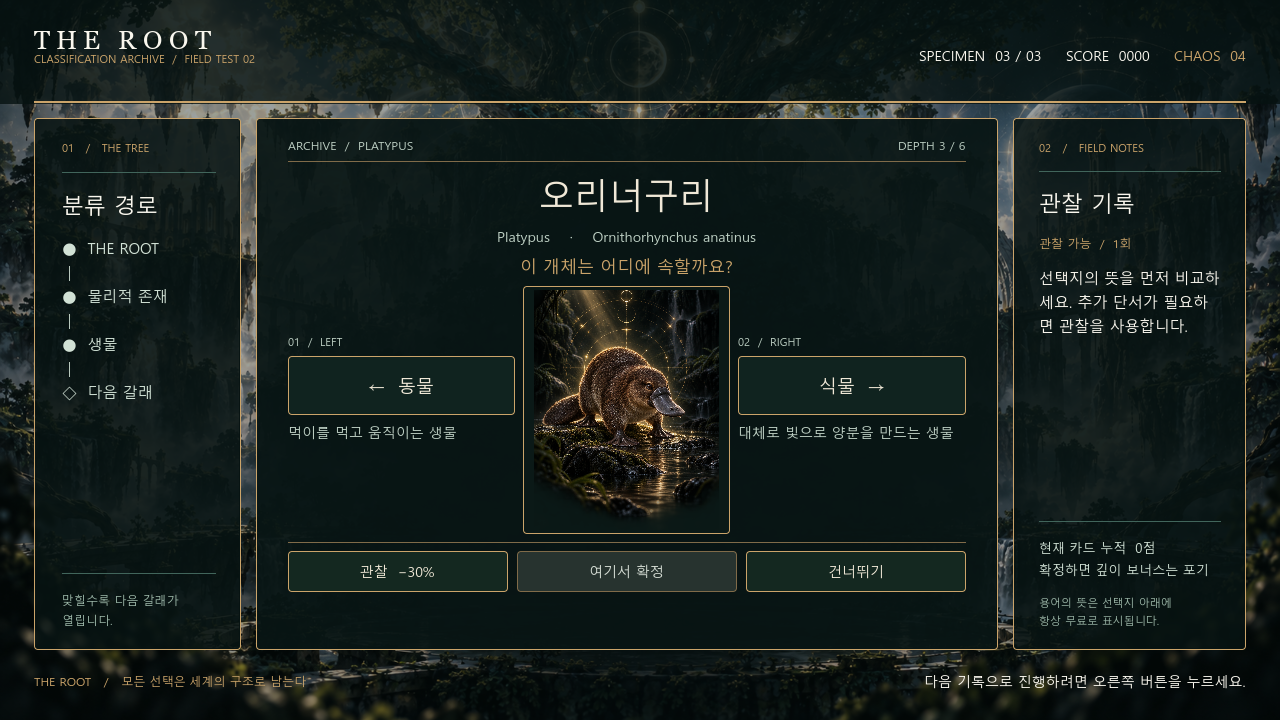 THE ROOT
CLASSIFICATION ARCHIVE / FIELD TEST 02
SPECIMEN 03 / 03 SCORE 0000 CHAOS 04
01 / THE TREE
분류 경로
● THE ROOT
● 물리적 존재
● 생물
◇ 다음 갈래
맞힐수록 다음 갈래가
열립니다.
ARCHIVE / PLATYPUS
DEPTH 3 / 6
오리너구리
Platypus · Ornithorhynchus anatinus
이 개체는 어디에 속할까요?
01 / LEFT
← 동물
먹이를 먹고 움직이는 생물
02 / RIGHT
식물 →
대체로 빛으로 양분을 만드는 생물
관찰 −30%
여기서 확정
건너뛰기
02 / FIELD NOTES
관찰 기록
관찰 가능 / 1회
선택지의 뜻을 먼저 비교하
세요. 추가 단서가 필요하
면 관찰을 사용합니다.
현재 카드 누적 0점
확정하면 깊이 보너스는 포기
용어의 뜻은 선택지 아래에
항상 무료로 표시됩니다.
THE ROOT / 모든 선택은 세계의 구조로 남는다
다음 기록으로 진행하려면 오른쪽 버튼을 누르세요.